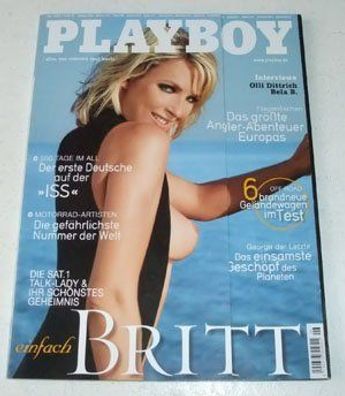 PLAYBOY
alles was männern spaß macht
www.playboy.de
Interviews
Olli Dittrich
Bela B.
Fliegenfischen
Das größte
Angler-Abenteuer
Europas
500 TAGE IM ALL
Der erste Deutsche
auf der
»ISS«
MOTORRAD-ARTISTEN
Die gefährlichste
Nummer der Welt
6 OFF ROAD
brandneue
Geländewagen
im Test
George der Letzte
Das einsamste
Geschöpf des
Planeten
DIE SAT.1
TALK-LADY &
IHR SCHÖNSTES
GEHEIMNIS
einfach BRITT